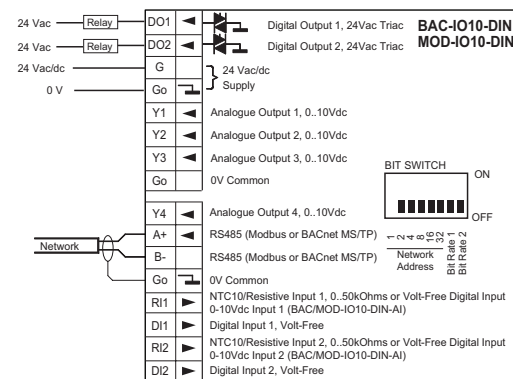 24 Vac Relay DO1 Digital Output 1, 24Vac Triac BAC-IO10-DIN
24 Vac Relay DO2 Digital Output 2, 24Vac Triac MOD-IO10-DIN
24 Vac/dc G 24 Vac/dc
0 V Go Supply
Y1 Analogue Output 1, 0..10Vdc
Y2 Analogue Output 2, 0..10Vdc
Y3 Analogue Output 3, 0..10Vdc
Go 0V Common
BIT SWITCH
ON
OFF
1 2 4 8 16 32 Bit Rate 1 Bit Rate 2
Network
Address
Y4 Analogue Output 4, 0..10Vdc
A+ RS485 (Modbus or BACnet MS/TP)
Network
B- RS485 (Modbus or BACnet MS/TP)
Go 0V Common
RI1 NTC10/Resistive Input 1, 0..50kOhms or Volt-Free Digital Input
0-10Vdc Input 1 (BAC/MOD-IO10-DIN-AI)
DI1 Digital Input 1, Volt-Free
RI2 NTC10/Resistive Input 2, 0..50kOhms or Volt-Free Digital Input
0-10Vdc Input 2 (BAC/MOD-IO10-DIN-AI)
DI2 Digital Input 2, Volt-Free